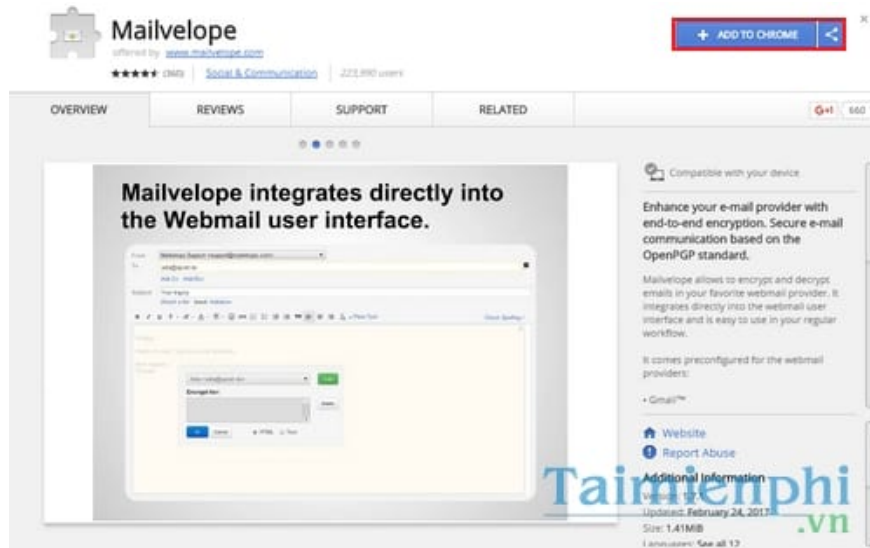 Mailvelope
offered by www.mailvelope.com
Social & Communication
223,990 users
+ ADD TO CHROME
OVERVIEW
REVIEWS
SUPPORT
RELATED
G+1 660
Mailvelope integrates directly into
the Webmail user interface.
From
To
Subject
Compatible with your device
Enhance your e-mail provider with
end-to-end encryption. Secure e-mail
communication based on the
OpenPGP standard.
Mailvelope allows to encrypt and decrypt
emails in your favorite webmail provider. It
integrates directly into the webmail user
interface and is easy to use in your regular
workflow.
It comes preconfigured for the webmail
providers:
• Gmail™
Website
Report Abuse
Additional Information
Version:
Updated: February 24, 2017
Size: 1.41MiB
Languages: See all 12
Taimienphi
.vn